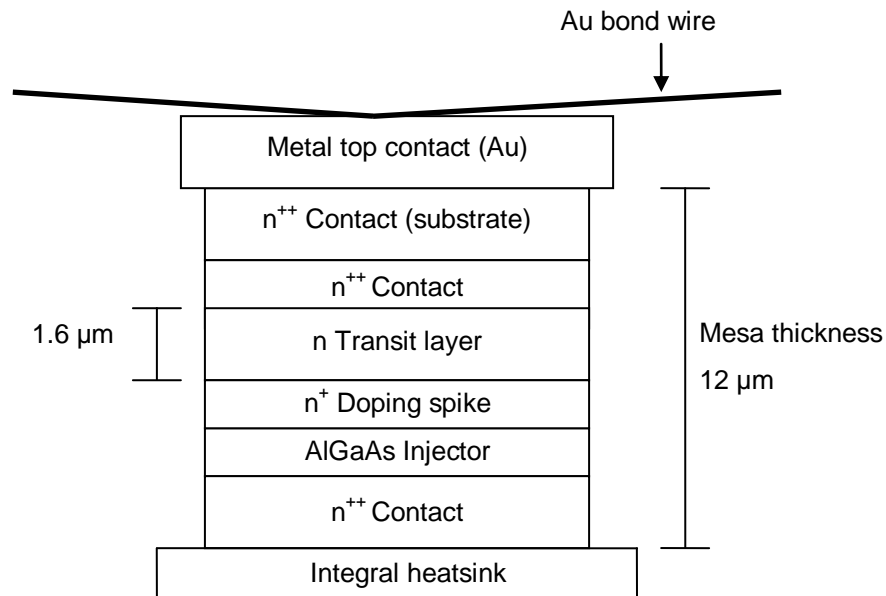 Au bond wire
Metal top contact (Au)
n++ Contact (substrate)
n++ Contact
1.6 µm
n Transit layer
Mesa thickness
12 µm
n+ Doping spike
AlGaAs Injector
n++ Contact
Integral heatsink